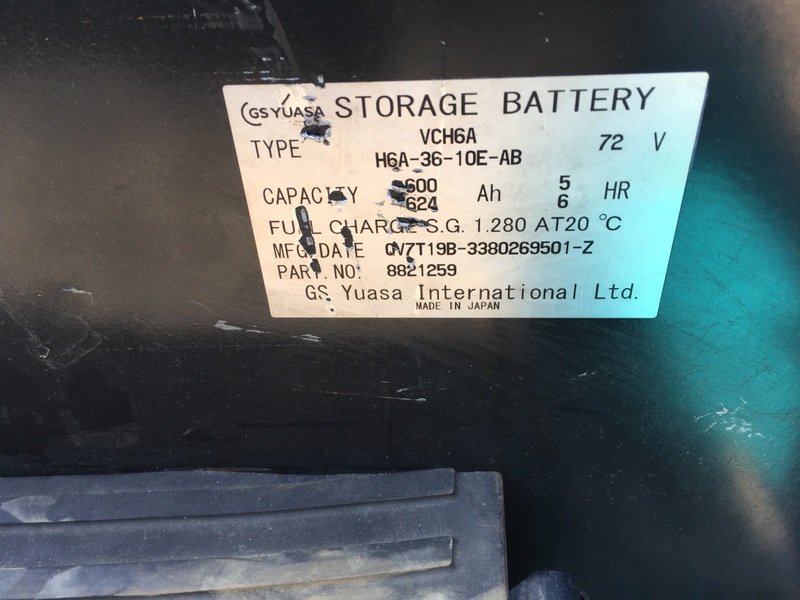 GS YUASA STORAGE BATTERY
TYPE VCH6A 72 V
H6A-36-10E-AB
CAPACITY 600 Ah 5 HR
624 6
FULL CHARGE S.G. 1.280 AT20 ℃
MFG.DATE QV7T19B-3380269501-Z
PART.NO: 8821259
GS Yuasa International Ltd.
MADE IN JAPAN